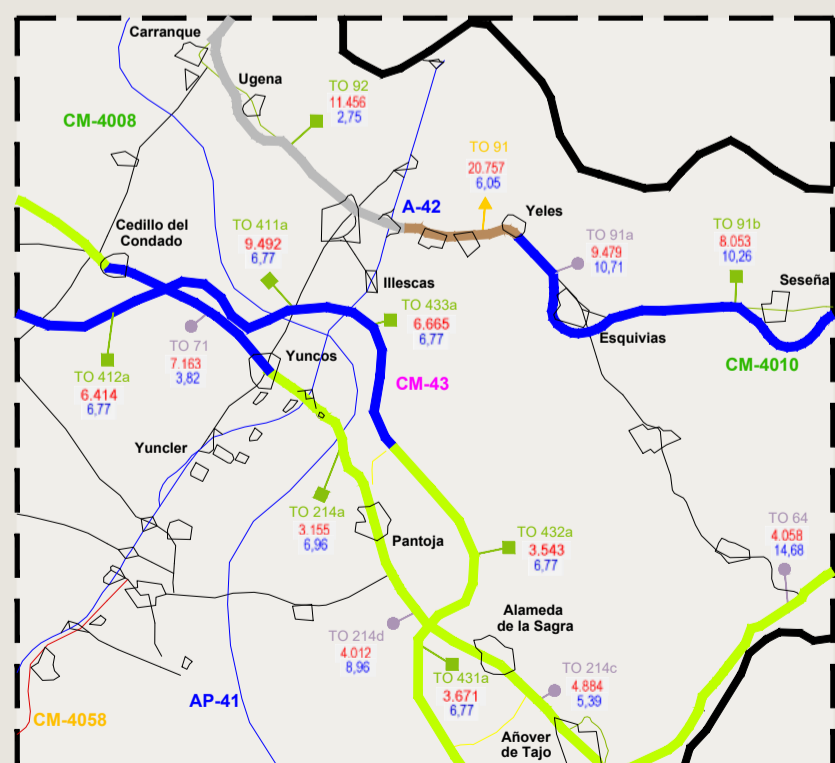 Carranque
Ugena
CM-4008
TO 92
11.456
2,75
TO 91
20.757
6,05
A-42
Yeles
Cedillo del
Condado
TO 411a
9.492
6,77
TO 91a
9.479
10,71
TO 91b
8.053
10,26
Illescas
Seseña
TO 433a
6.665
6,77
TO 71
7.163
3,82
Yuncos
Esquivias
CM-4010
TO 412a
6.414
6,77
CM-43
Yuncler
TO 214a
3.155
6,96
Pantoja
TO 432a
3.543
6,77
TO 64
4.058
14,68
Alameda
de la Sagra
TO 214d
4.012
8,96
TO 431a
3.671
6,77
TO 214c
4.884
5,39
AP-41
CM-4058
Añover
de Tajo